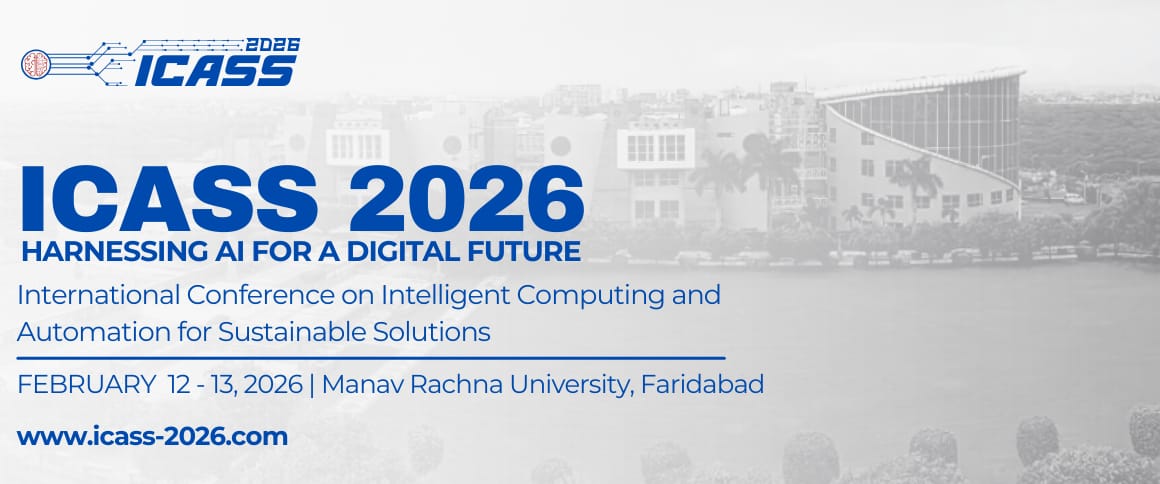 2026
ICASS
ICASS 2026
HARNESSING AI FOR A DIGITAL FUTURE
International Conference on Intelligent Computing and
Automation for Sustainable Solutions
FEBRUARY 12 - 13, 2026 | Manav Rachna University, Faridabad
www.icass-2026.com